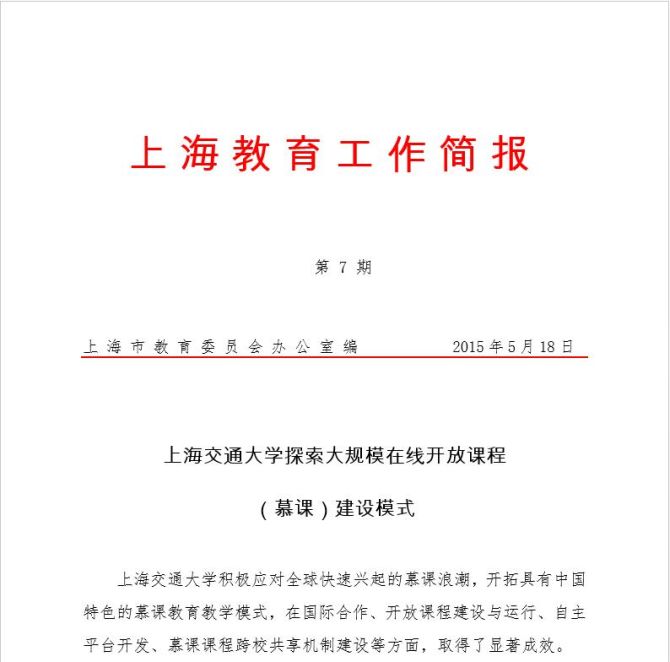 上海教育工作简报
第 7 期
上海市教育委员会办公室编 2015年5月18日
上海交通大学探索大规模在线开放课程
（慕课）建设模式
上海交通大学积极应对全球快速兴起的慕课浪潮，开拓具有中国
特色的慕课教育教学模式，在国际合作、开放课程建设与运行、自主
平台开发、慕课课程跨校共享机制建设等方面，取得了显著成效。